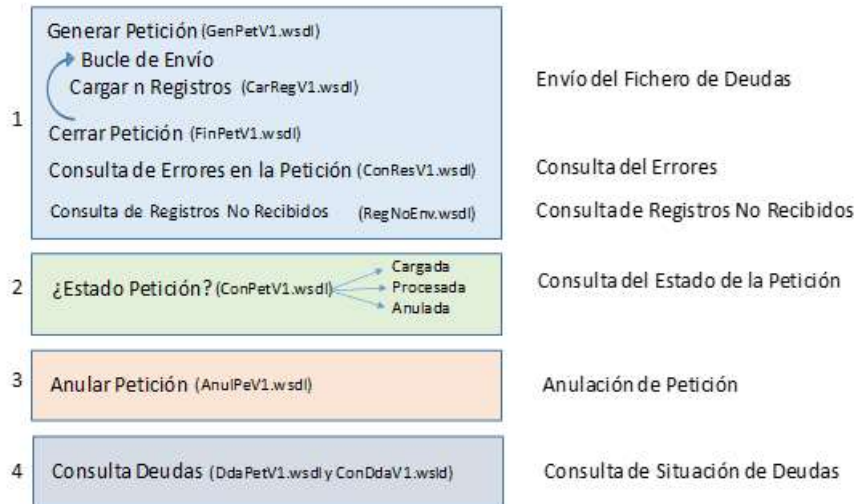 Generar Petición (GenPetV1.wsdl)
Bucle de Envío
Cargar n Registros (CarRegV1.wsdl)
Envío del Fichero de Deudas
1
Cerrar Petición (FinPetV1.wsdl)
Consulta de Errores en la Petición (ConResV1.wsdl)
Consulta del Errores
Consulta de Registros No Recibidos (RegNoEnv.wsdl)
Consulta de Registros No Recibidos
2
¿Estado Petición? (ConPetV1.wsdl)
Cargada
Procesada
Anulada
Consulta del Estado de la Petición
3
Anular Petición (AnulPeV1.wsdl)
Anulación de Petición
4
Consulta Deudas (DdaPetV1.wsdl y ConDdaV1.wsld)
Consulta de Situación de Deudas